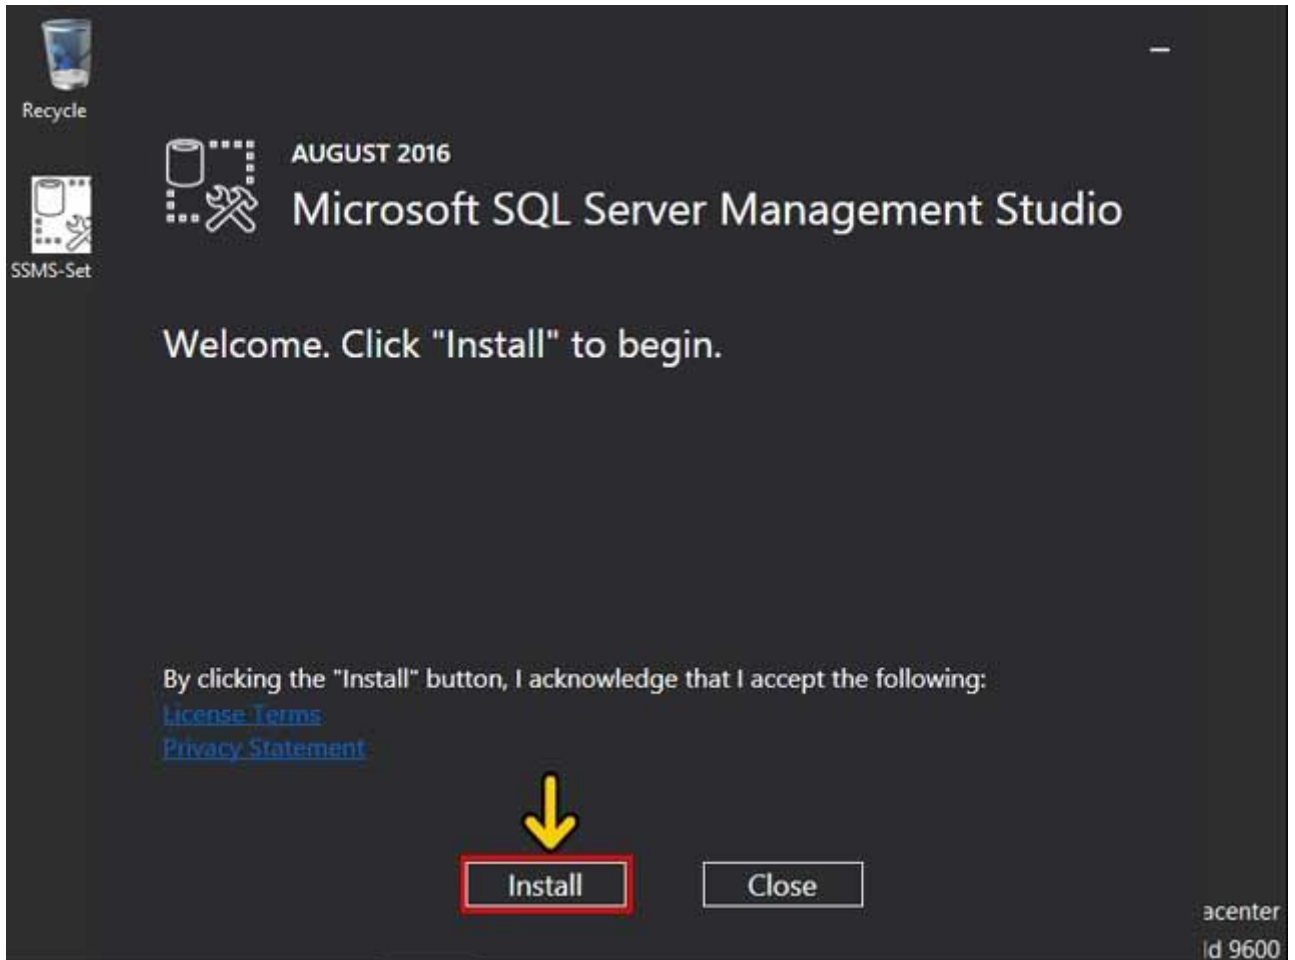 Recycle
SSMS-Set
AUGUST 2016
Microsoft SQL Server Management Studio
Welcome. Click "Install" to begin.
By clicking the "Install" button, I acknowledge that I accept the following:
License Terms
Privacy Statement
Install
Close
acenter
ld 9600